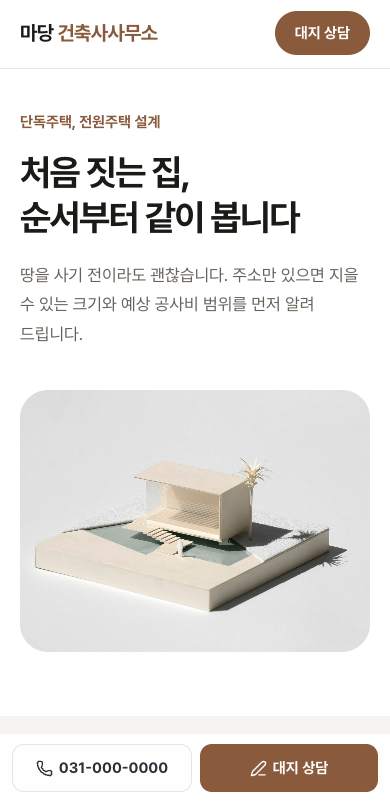 마당 건축사사무소
대지 상담
단독주택, 전원주택 설계
처음 짓는 집,
순서부터 같이 봅니다
땅을 사기 전이라도 괜찮습니다. 주소만 있으면 지을
수 있는 크기와 예상 공사비 범위를 먼저 알려
드립니다.
031-000-0000
대지 상담